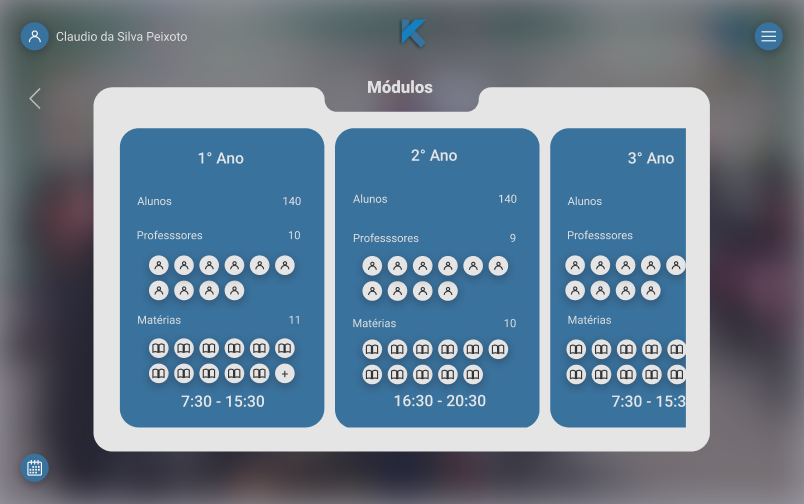 Claudio da Silva Peixoto
Módulos
1° Ano
Alunos 140
Professsores 10
Matérias 11
+
7:30 - 15:30
2° Ano
Alunos 140
Professsores 9
Matérias 10
16:30 - 20:30
3° Ano
Alunos
Professsores
Matérias
7:30 - 15:3